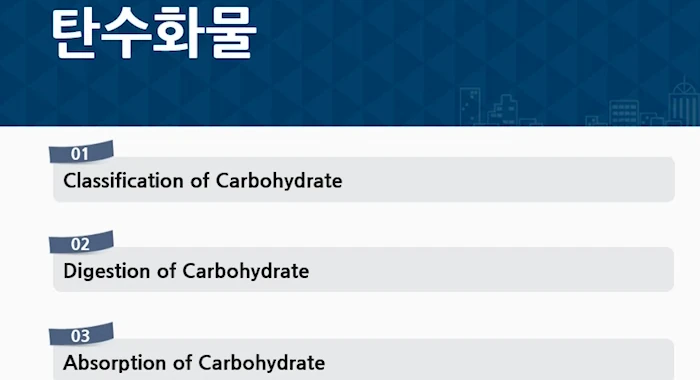 탄수화물
01
Classification of Carbohydrate
02
Digestion of Carbohydrate
03
Absorption of Carbohydrate